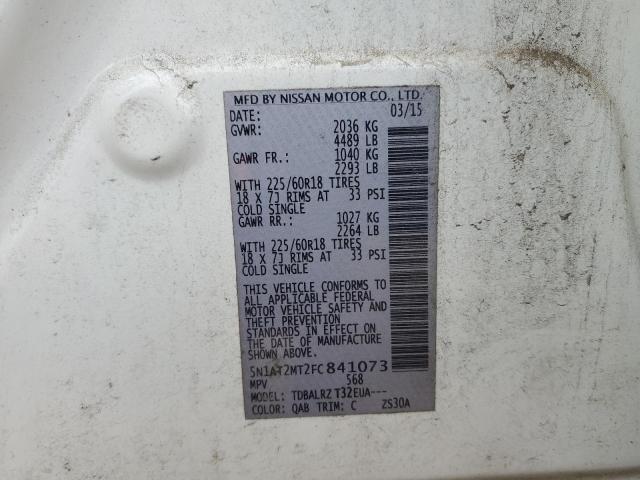 MFD BY NISSAN MOTOR CO., LTD.
DATE: 03/15
GVWR: 2036 KG
4489 LB
GAWR FR.: 1040 KG
2293 LB
WITH 225/60R18 TIRES
18 X 7J RIMS AT 33 PSI
COLD SINGLE
GAWR RR.: 1027 KG
2264 LB
WITH 225/60R18 TIRES
18 X 7J RIMS AT 33 PSI
COLD SINGLE
THIS VEHICLE CONFORMS TO
ALL APPLICABLE FEDERAL
MOTOR VEHICLE SAFETY AND
THEFT PREVENTION
STANDARDS IN EFFECT ON
THE DATE OF MANUFACTURE
SHOWN ABOVE.
5N1AT2MT2FC841073
MPV 568
MODEL: TDBALRZ T32EUA---
COLOR: QAB TRIM: C ZS30A